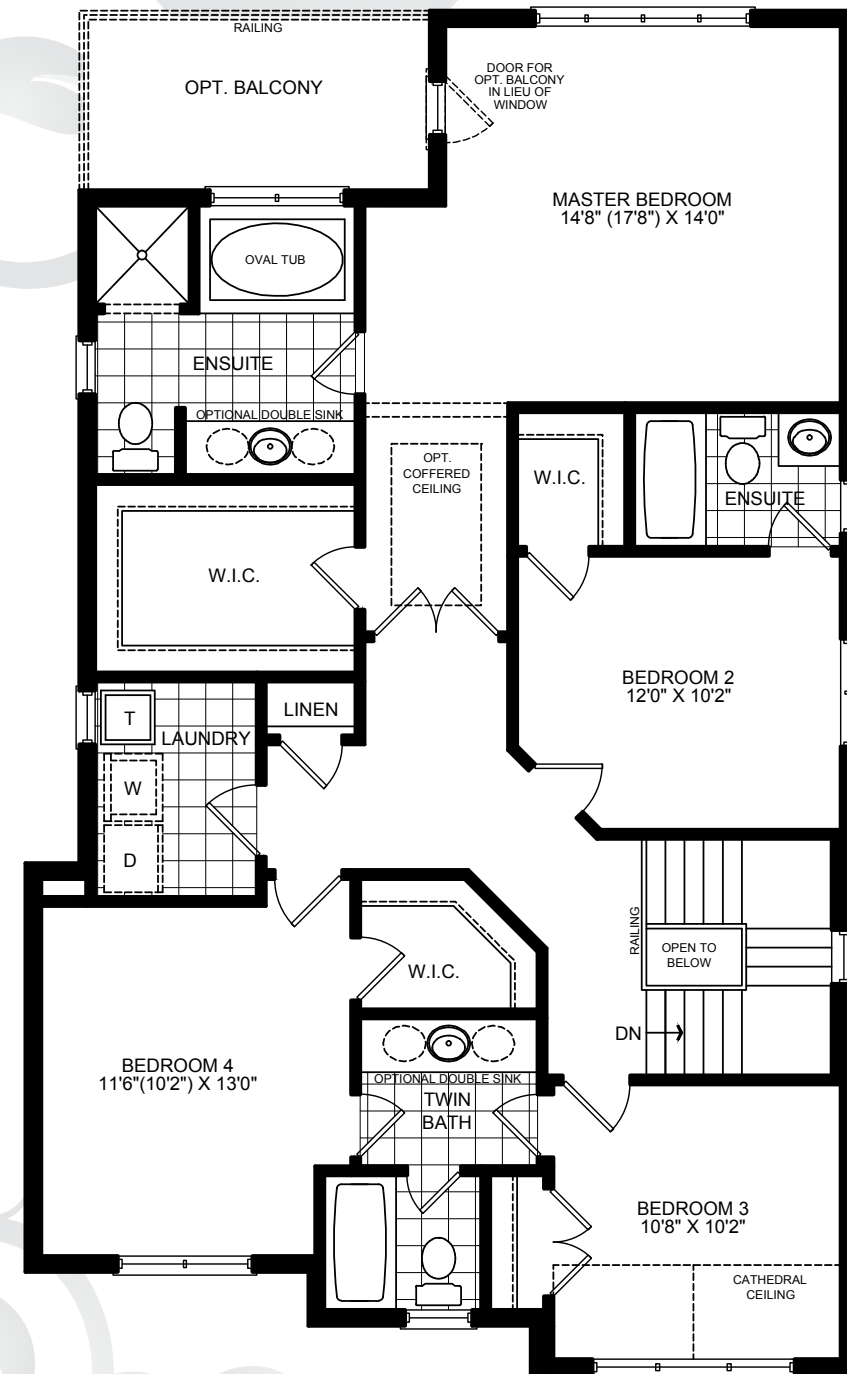 RAILING
OPT. BALCONY
DOOR FOR
OPT. BALCONY
IN LIEU OF
WINDOW
MASTER BEDROOM
14'8" (17'8") X 14'0"
OVAL TUB
ENSUITE
OPTIONAL DOUBLE SINK
OPT.
COFFERED
CEILING
W.I.C.
ENSUITE
W.I.C.
BEDROOM 2
12'0" X 10'2"
LINEN
T
LAUNDRY
W
D
RAILING
OPEN TO
BELOW
W.I.C.
DN
BEDROOM 4
11'6"(10'2") X 13'0"
OPTIONAL DOUBLE SINK
TWIN
BATH
BEDROOM 3
10'8" X 10'2"
CATHEDRAL
CEILING